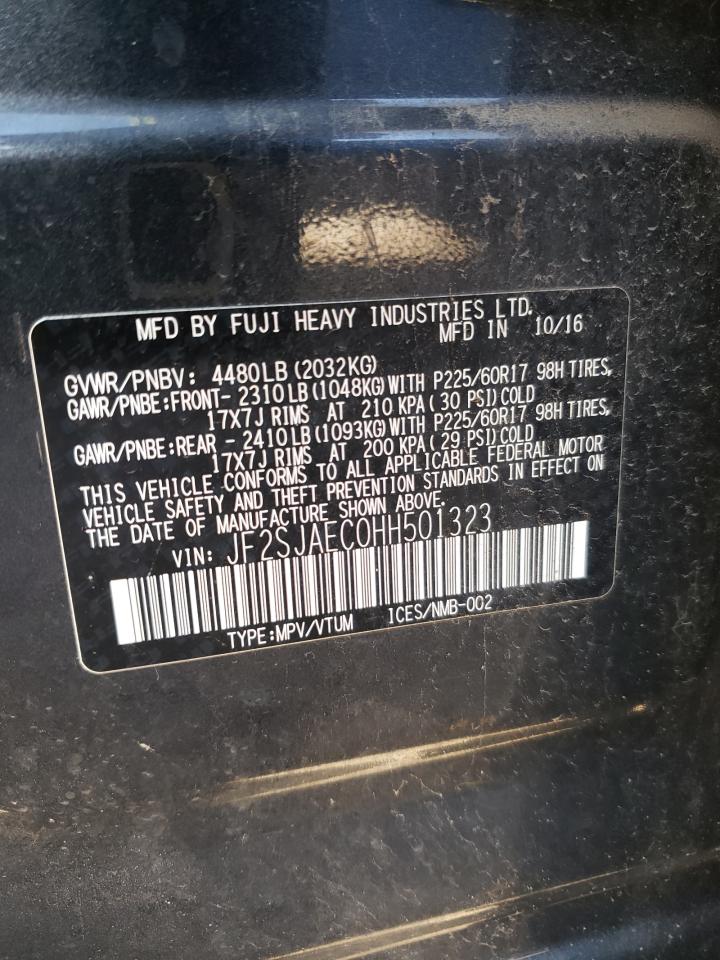 MFD BY FUJI HEAVY INDUSTRIES LTD.
MFD IN 10/16
GVWR/PNBV: 4480LB (2032KG)
GAWR/PNBE:FRONT- 2310LB (1048KG) WITH P225/60R17 98H TIRES,
17X7J RIMS AT 210 KPA ( 30 PSI) COLD
GAWR/PNBE:REAR - 2410LB (1093KG) WITH P225/60R17 98H TIRES,
17X7J RIMS AT 200 KPA ( 29 PSI) COLD
THIS VEHICLE CONFORMS TO ALL APPLICABLE FEDERAL MOTOR
VEHICLE SAFETY AND THEFT PREVENTION STANDARDS IN EFFECT ON
THE DATE OF MANUFACTURE SHOWN ABOVE.
VIN: JF2SJAEC0HH501323
TYPE:MPV/VTUM ICES/NMB-002